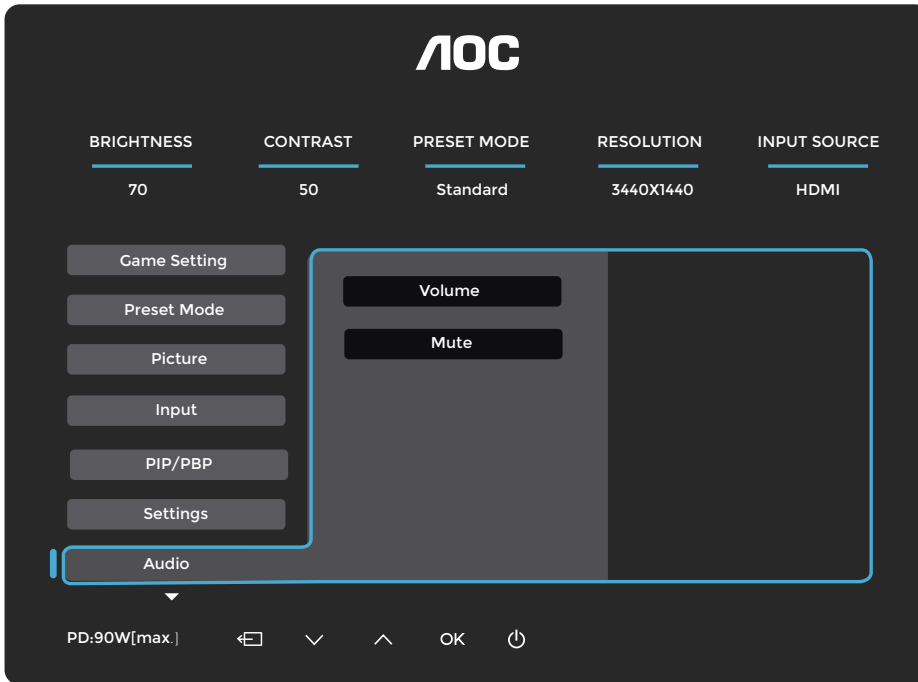 AOC
BRIGHTNESS CONTRAST PRESET MODE RESOLUTION INPUT SOURCE
70 50 Standard 3440X1440 HDMI
Game Setting
Volume
Preset Mode
Mute
Picture
Input
PIP/PBP
Settings
Audio
PD:90W[max.] OK